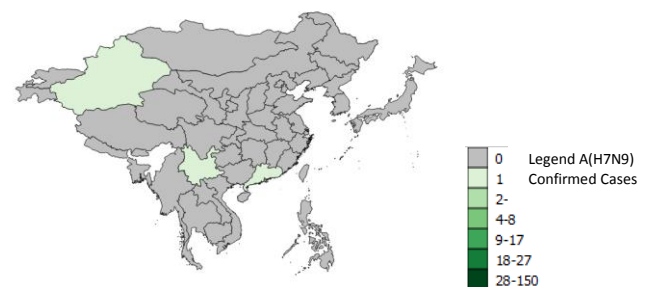 0 Legend A(H7N9)
1 Confirmed Cases
2-
4-8
9-17
18-27
28-150